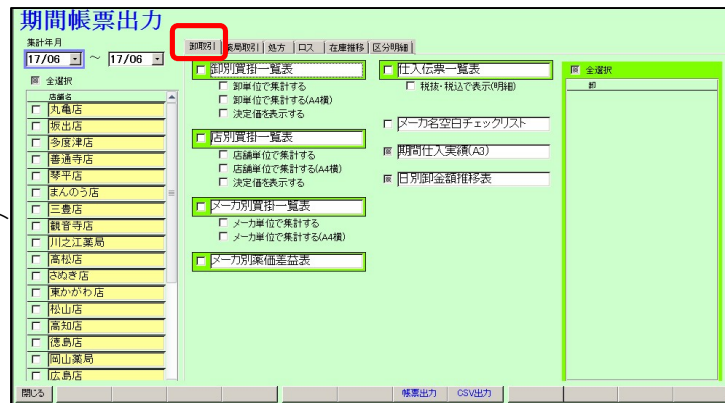 期間帳票出力
集計年月
17/06 ～ 17/06
全選択
店舗名
丸亀店
坂出店
多度津店
善通寺店
琴平店
まんのう店
三豊店
観音寺店
川之江薬局
高松店
さぬき店
東かがわ店
松山店
高知店
徳島店
岡山薬局
広島店
卸取引 薬局取引 処方 ロス 在庫推移 区分明細
卸別買掛一覧表
卸単位で集計する
卸単位で集計する(A4横)
決定価を表示する
店別買掛一覧表
店舗単位で集計する
店舗単位で集計する(A4横)
決定価を表示する
メーカ別買掛一覧表
メーカ単位で集計する
メーカ単位で集計する(A4横)
メーカ別薬価差益表
仕入伝票一覧表
税抜・税込で表示(明細)
メーカ名空白チェックリスト
期間仕入実績(A3)
日別卸金額推移表
全選択
卸
閉じる 帳票出力 CSV出力